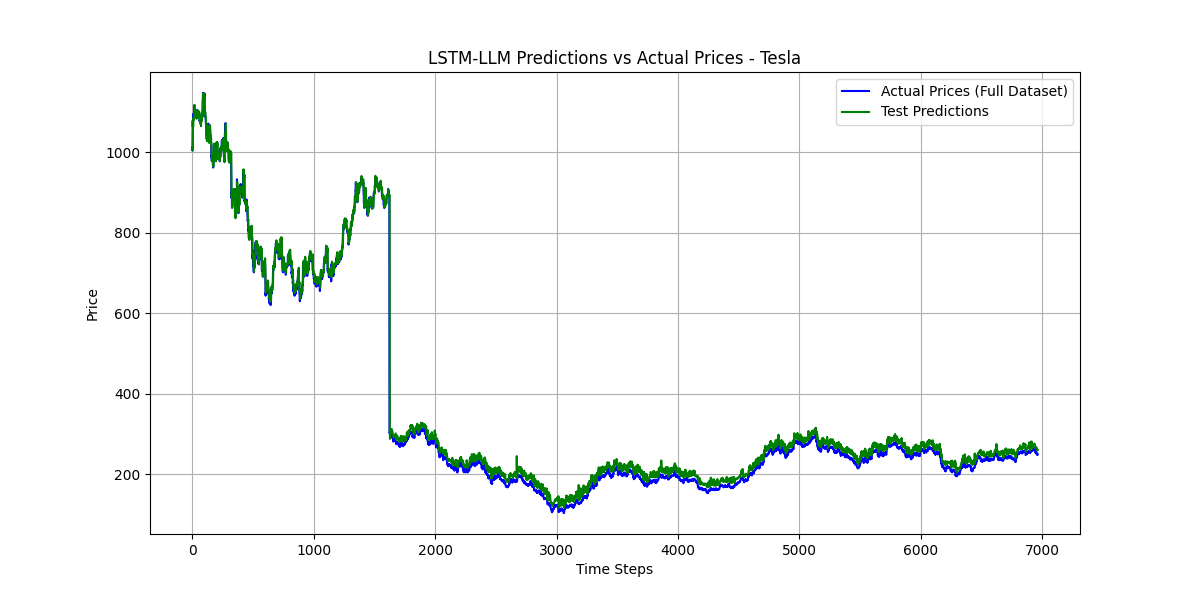 LSTM-LLM Predictions vs Actual Prices - Tesla
Actual Prices (Full Dataset)
Test Predictions
Price
1000
800
600
400
200
0 1000 2000 3000 4000 5000 6000 7000
Time Steps